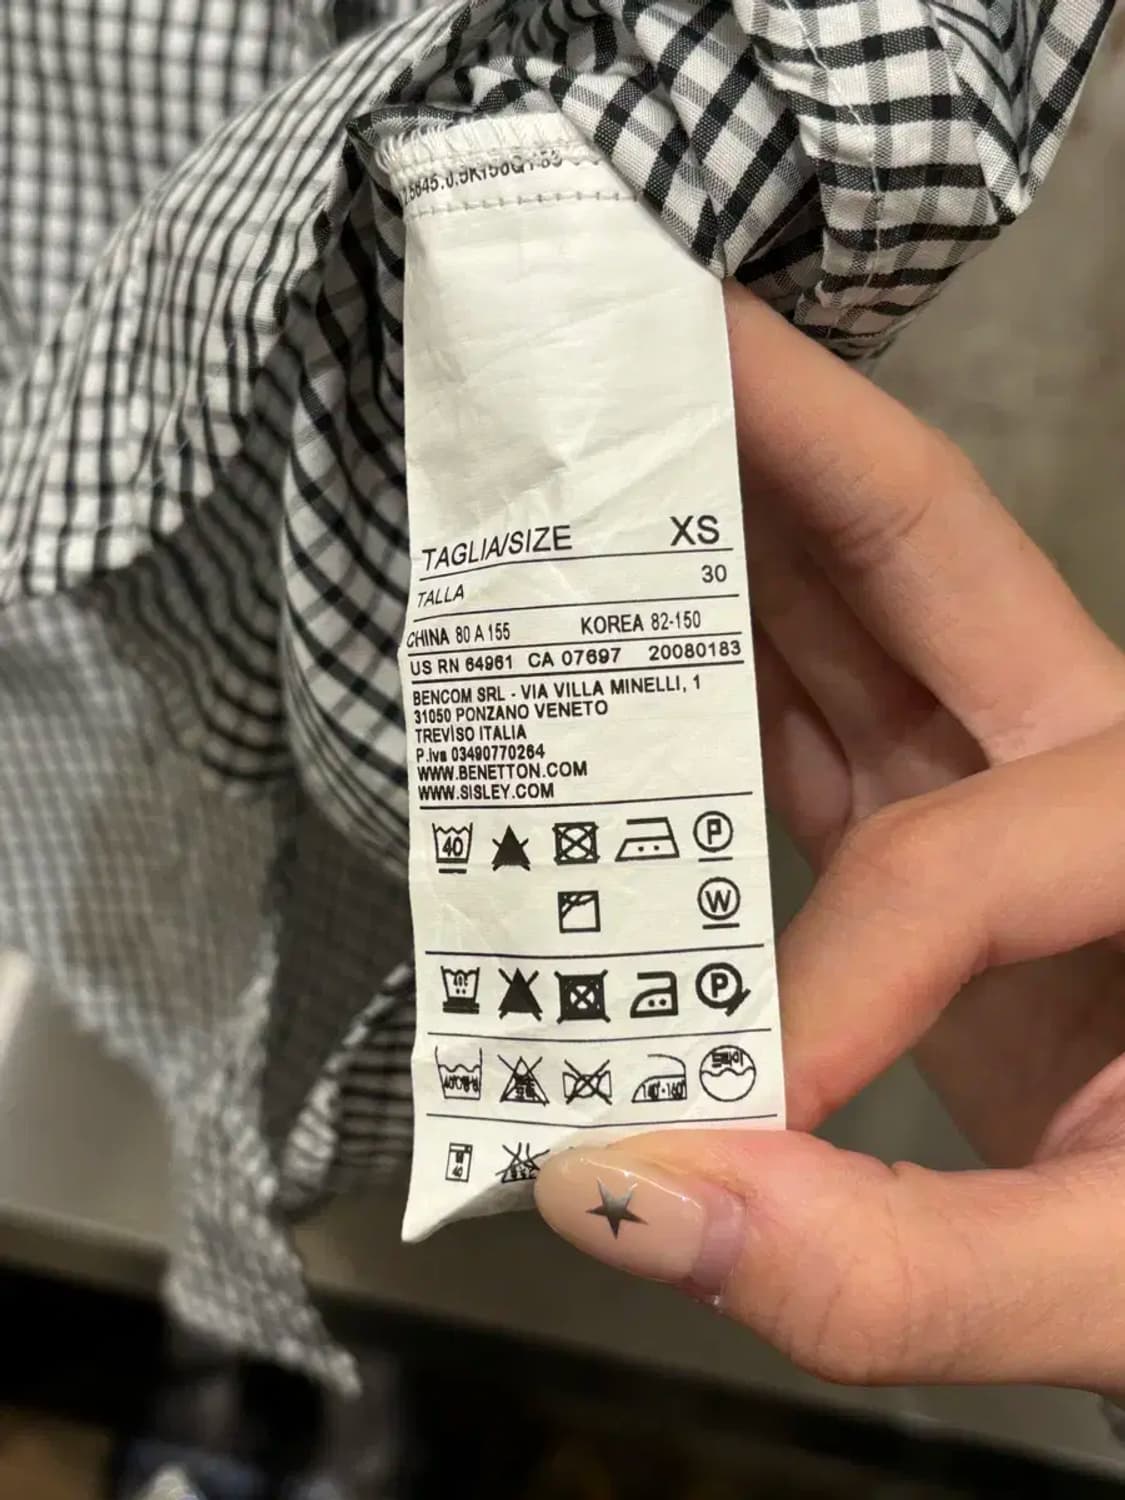 TAGLIA/SIZE XS
TALLA 30
CHINA 80 A 155 KOREA 82-150
US RN 64961 CA 07697 20080183
BENCOM SRL - VIA VILLA MINELLI, 1
31050 PONZANO VENETO
TREVISO ITALIA
P.iva 03490770264
WWW.BENETTON.COM
WWW.SISLEY.COM
40 P
W
P
40